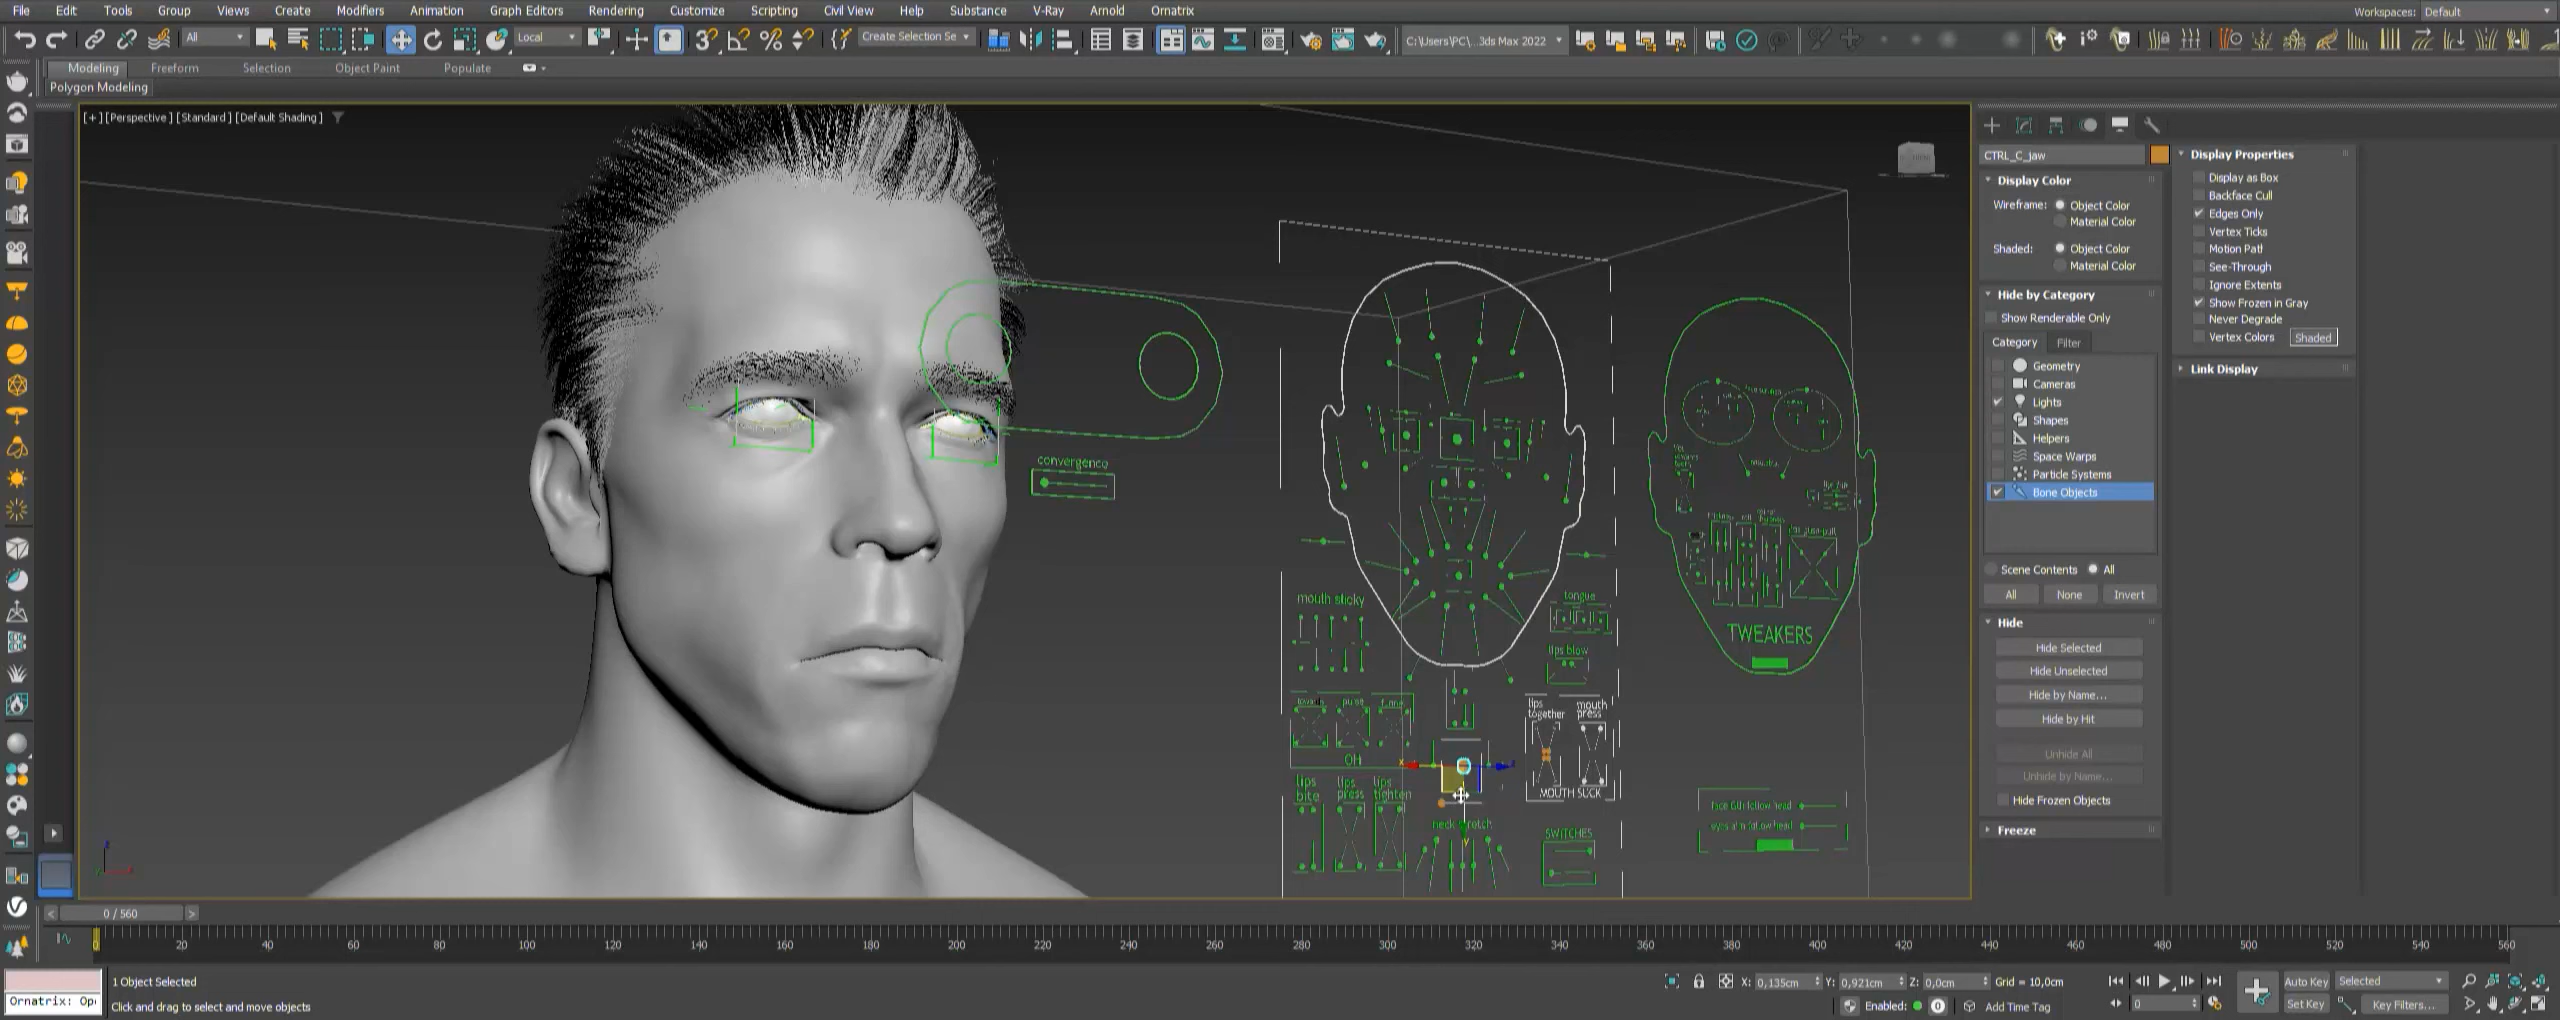 File Edit Tools Group Views Create Modifiers Animation Graph Editors Rendering Customize Scripting Civil View Help Substance V-Ray Arnold Ornatrix Workspaces: Default
All Local Create Selection Se C:\Users\PC\...3ds Max 2022
Modeling Freeform Selection Object Paint Populate
Polygon Modeling
[+] [Perspective] [Standard] [Default Shading]
convergence
mouth sticky
tongue
lips blow
OH
lips bite
lips press
lips tighten
lips together
mouth press
MOUTH SUCK
SWITCHES
TWEAKERS
CTRL_C_jaw
Display Color
Wireframe: Object Color
Material Color
Shaded: Object Color
Material Color
Hide by Category
Show Renderable Only
Category Filter
Geometry
Cameras
Lights
Shapes
Helpers
Space Warps
Particle Systems
Bone Objects
Scene Contents All
All None Invert
Hide
Hide Selected
Hide Unselected
Hide by Name...
Hide by Hit
Unhide All
Unhide by Name...
Hide Frozen Objects
Freeze
Display Properties
Display as Box
Backface Cull
Edges Only
Vertex Ticks
Motion Path
See-Through
Ignore Extents
Show Frozen in Gray
Never Degrade
Vertex Colors Shaded
Link Display
0 / 560
0 20 40 60 80 100 120 140 160 180 200 220 240 260 280 300 320 340 360 380 400 420 440 460 480 500 520 540 560
1 Object Selected
X: 0,135cm Y: 0,921cm Z: 0,0cm Grid = 10,0cm
Auto Key Selected
Ornatrix: Op
Click and drag to select and move objects
Enabled: 0 Add Time Tag
0
Set Key Key Filters...